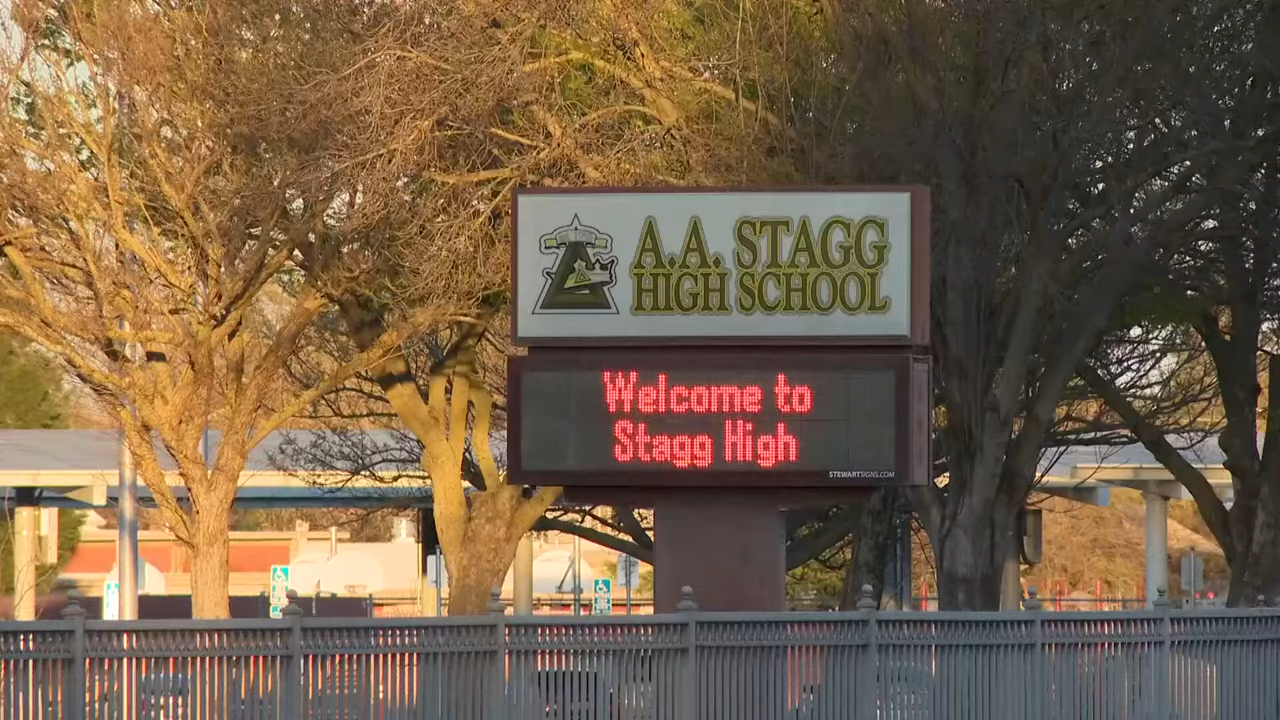 A.A. STAGG
HIGH SCHOOL
Welcome to
Stagg High
STEWARTSIGNS.COM